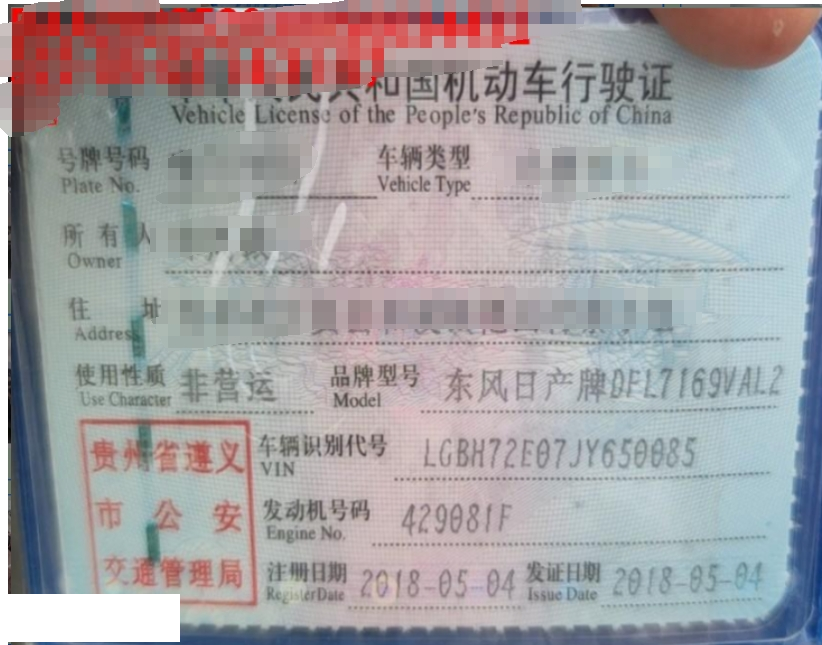 和国机动车行驶证
Vehicle License of the People's Republic of China
号牌号码 车辆类型
Plate No. Vehicle Type
所有人
Owner
住址
Address
使用性质 非营运 品牌型号 东风日产牌DFL7169VAL2
Use Character Model
贵州省遵义 车辆识别代号 LGBH72E07JY650085
VIN
市公安 发动机号码 429081F
Engine No.
交通管理局 注册日期 2018-05-04 发证日期 2018-05-04
Register Date Issue Date